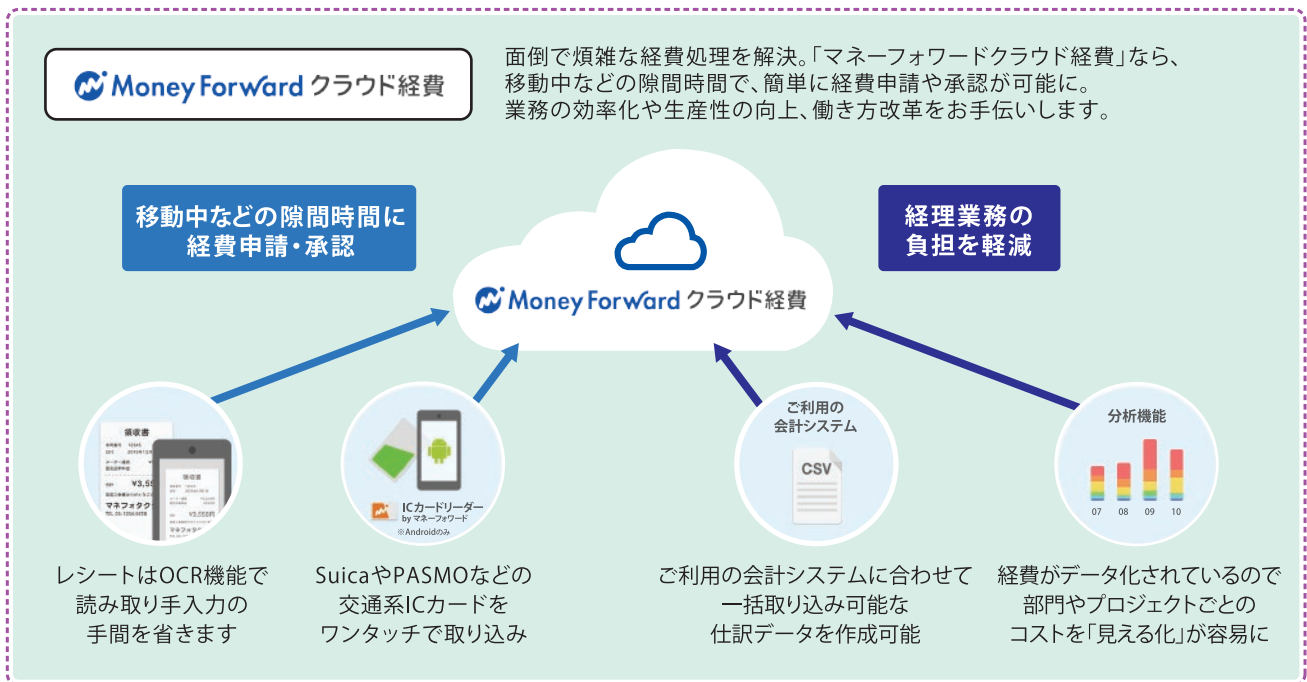 Money Forward クラウド経費
面倒で煩雑な経費処理を解決。「マネーフォワードクラウド経費」なら、
移動中などの隙間時間で、簡単に経費申請や承認が可能に。
業務の効率化や生産性の向上、働き方改革をお手伝いします。
移動中などの隙間時間に
経費申請・承認
経理業務の
負担を軽減
Money Forward クラウド経費
領収書
¥3,55
マネフォタク
領収書
¥3,550円
マネフォタ
ICカードリーダー
by マネーフォワード
※Androidのみ
ご利用の
会計システム
CSV
分析機能
07 08 09 10
レシートはOCR機能で
読み取り手入力の
手間を省きます
SuicaやPASMOなどの
交通系ICカードを
ワンタッチで取り込み
ご利用の会計システムに合わせて
一括取り込み可能な
仕訳データを作成可能
経費がデータ化されているので
部門やプロジェクトごとの
コストを「見える化」が容易に